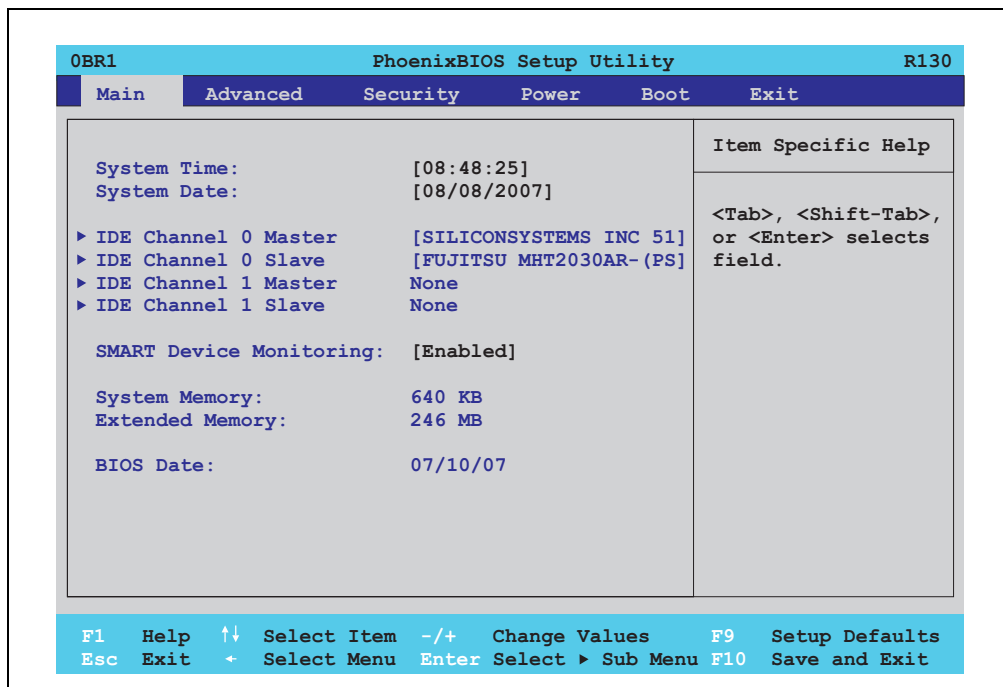 0BR1 PhoenixBIOS Setup Utility R130
Main Advanced Security Power Boot Exit
System Time: [08:48:25]
System Date: [08/08/2007]
IDE Channel 0 Master [SILICONSYSTEMS INC 51]
IDE Channel 0 Slave [FUJITSU MHT2030AR-(PS]
IDE Channel 1 Master None
IDE Channel 1 Slave None
SMART Device Monitoring: [Enabled]
System Memory: 640 KB
Extended Memory: 246 MB
BIOS Date: 07/10/07
Item Specific Help
<Tab>, <Shift-Tab>,
or <Enter> selects
field.
F1 Help ↑↓ Select Item -/+ Change Values F9 Setup Defaults
Esc Exit ← Select Menu Enter Select ▶ Sub Menu F10 Save and Exit